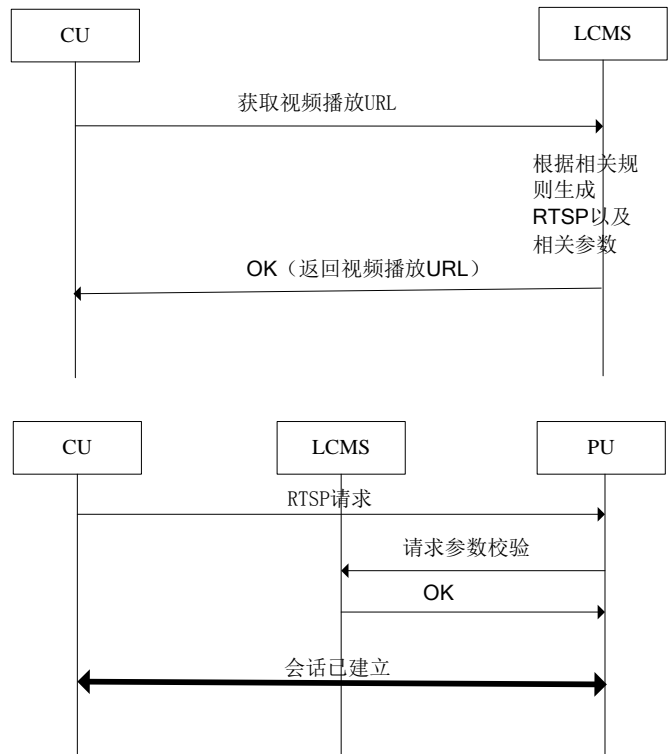 CU
LCMS
获取视频播放URL
根据相关规
则生成
RTSP以及
相关参数
OK（返回视频播放URL）
CU
LCMS
PU
RTSP请求
请求参数校验
OK
会话已建立